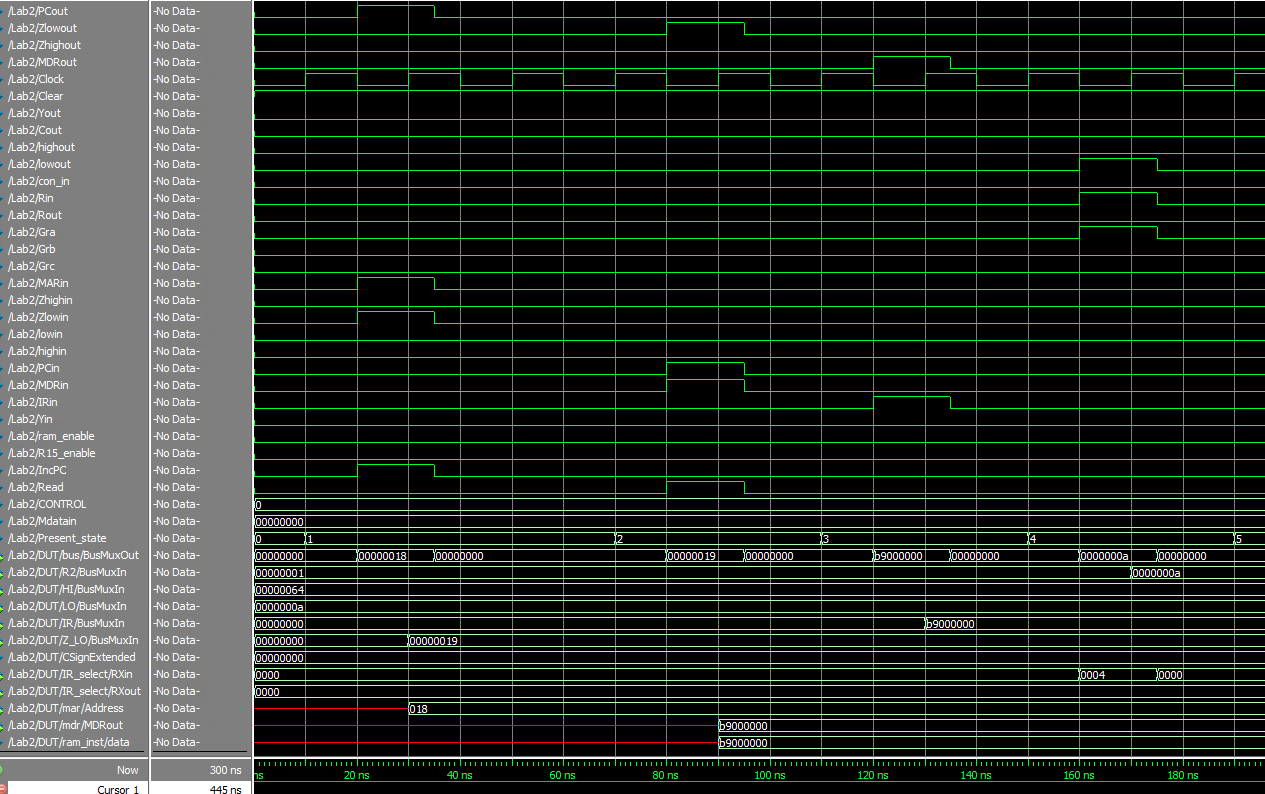 /Lab2/PCout -No Data-
/Lab2/Zlowout -No Data-
/Lab2/Zhighout -No Data-
/Lab2/MDRout -No Data-
/Lab2/Clock -No Data-
/Lab2/Clear -No Data-
/Lab2/Yout -No Data-
/Lab2/Cout -No Data-
/Lab2/highout -No Data-
/Lab2/lowout -No Data-
/Lab2/con_in -No Data-
/Lab2/Rin -No Data-
/Lab2/Rout -No Data-
/Lab2/Gra -No Data-
/Lab2/Grb -No Data-
/Lab2/Grc -No Data-
/Lab2/MARin -No Data-
/Lab2/Zhighin -No Data-
/Lab2/Zlowin -No Data-
/Lab2/lowin -No Data-
/Lab2/highin -No Data-
/Lab2/PCin -No Data-
/Lab2/MDRin -No Data-
/Lab2/IRin -No Data-
/Lab2/Yin -No Data-
/Lab2/ram_enable -No Data-
/Lab2/R15_enable -No Data-
/Lab2/IncPC -No Data-
/Lab2/Read -No Data-
/Lab2/CONTROL -No Data- 0
/Lab2/Mdatain -No Data- 00000000
/Lab2/Present_state -No Data- 0 1 2 3 4 5
/Lab2/DUT/bus/BusMuxOut -No Data- 00000000 00000018 00000000 00000019 00000000 b9000000 00000000 0000000a 00000000
/Lab2/DUT/R2/BusMuxIn -No Data- 00000001 0000000a
/Lab2/DUT/HI/BusMuxIn -No Data- 00000064
/Lab2/DUT/LO/BusMuxIn -No Data- 0000000a
/Lab2/DUT/IR/BusMuxIn -No Data- 00000000 b9000000
/Lab2/DUT/Z_LO/BusMuxIn -No Data- 00000000 00000019
/Lab2/DUT/CSignExtended -No Data- 00000000
/Lab2/DUT/IR_select/RXin -No Data- 0000 0004 0000
/Lab2/DUT/IR_select/RXout -No Data- 0000
/Lab2/DUT/mar/Address -No Data- 018
/Lab2/DUT/mdr/MDRout -No Data- b9000000
/Lab2/DUT/ram_inst/data -No Data- b9000000
Now 300 ns ns 20 ns 40 ns 60 ns 80 ns 100 ns 120 ns 140 ns 160 ns 180 ns
Cursor 1 445 ns